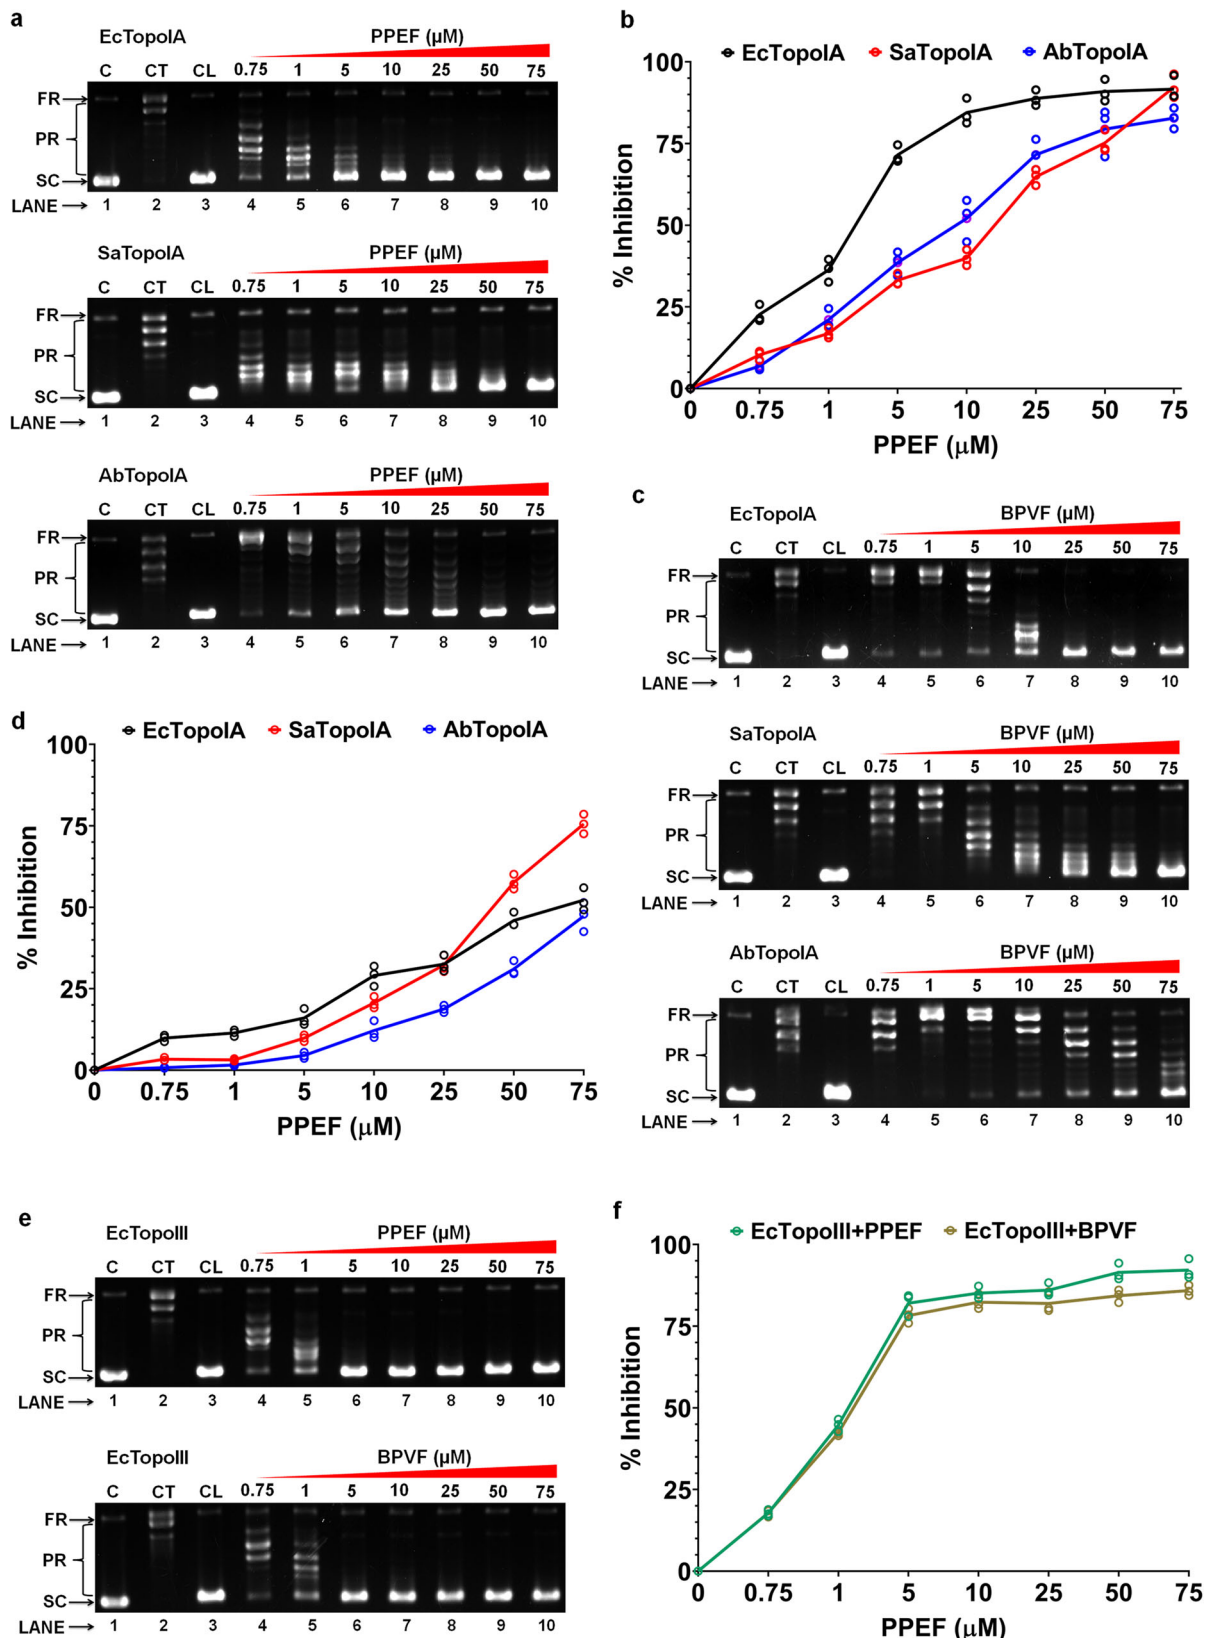 a
EcTopoIA
PPEF (µM)
C CT CL 0.75 1 5 10 25 50 75
FR
PR
SC
LANE 1 2 3 4 5 6 7 8 9 10
SaTopoIA
PPEF (µM)
C CT CL 0.75 1 5 10 25 50 75
FR
PR
SC
LANE 1 2 3 4 5 6 7 8 9 10
AbTopoIA
PPEF (µM)
C CT CL 0.75 1 5 10 25 50 75
FR
PR
SC
LANE 1 2 3 4 5 6 7 8 9 10
b
EcTopoIA SaTopoIA AbTopoIA
% Inhibition
100
75
50
25
0
0 0.75 1 5 10 25 50 75
PPEF (µM)
c
EcTopoIA
BPVF (µM)
C CT CL 0.75 1 5 10 25 50 75
FR
PR
SC
LANE 1 2 3 4 5 6 7 8 9 10
SaTopoIA
BPVF (µM)
C CT CL 0.75 1 5 10 25 50 75
FR
PR
SC
LANE 1 2 3 4 5 6 7 8 9 10
AbTopoIA
BPVF (µM)
C CT CL 0.75 1 5 10 25 50 75
FR
PR
SC
LANE 1 2 3 4 5 6 7 8 9 10
d
EcTopoIA SaTopoIA AbTopoIA
% Inhibition
100
75
50
25
0
0 0.75 1 5 10 25 50 75
PPEF (µM)
e
EcTopoIII
PPEF (µM)
C CT CL 0.75 1 5 10 25 50 75
FR
PR
SC
LANE 1 2 3 4 5 6 7 8 9 10
EcTopoIII
BPVF (µM)
C CT CL 0.75 1 5 10 25 50 75
FR
PR
SC
LANE 1 2 3 4 5 6 7 8 9 10
f
EcTopoIII+PPEF EcTopoIII+BPVF
% Inhibition
100
75
50
25
0
0 0.75 1 5 10 25 50 75
PPEF (µM)